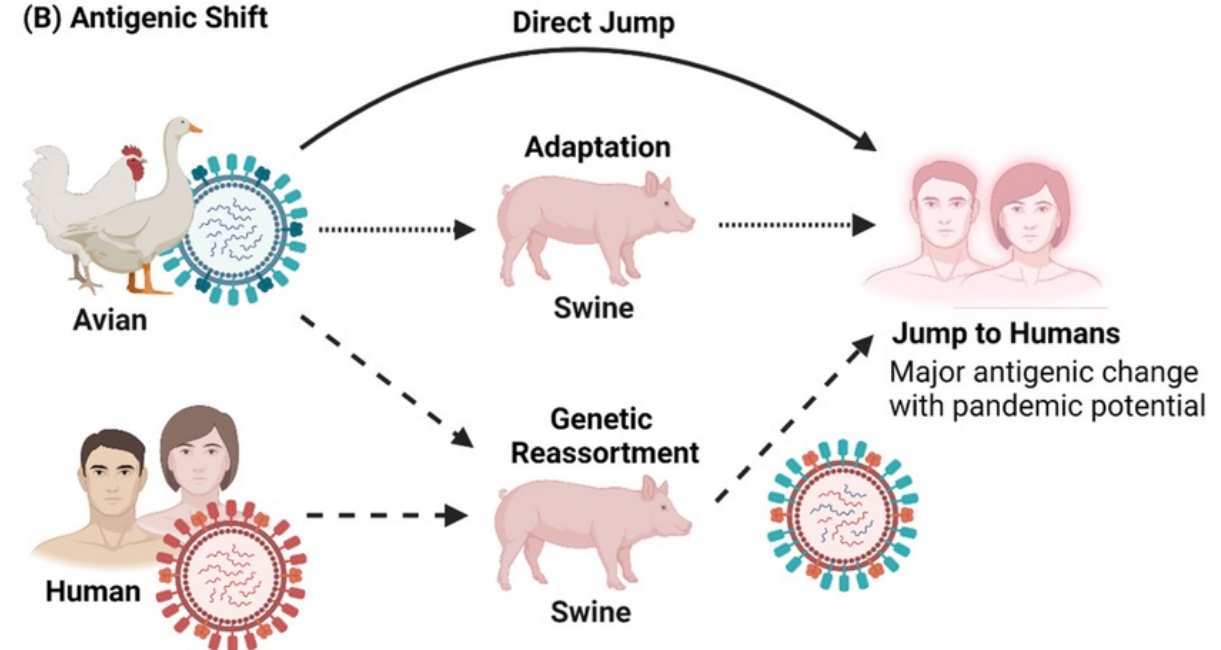 (B) Antigenic Shift
Direct Jump
Adaptation
Swine
Avian
Jump to Humans
Major antigenic change
with pandemic potential
Genetic
Reassortment
Human
Swine